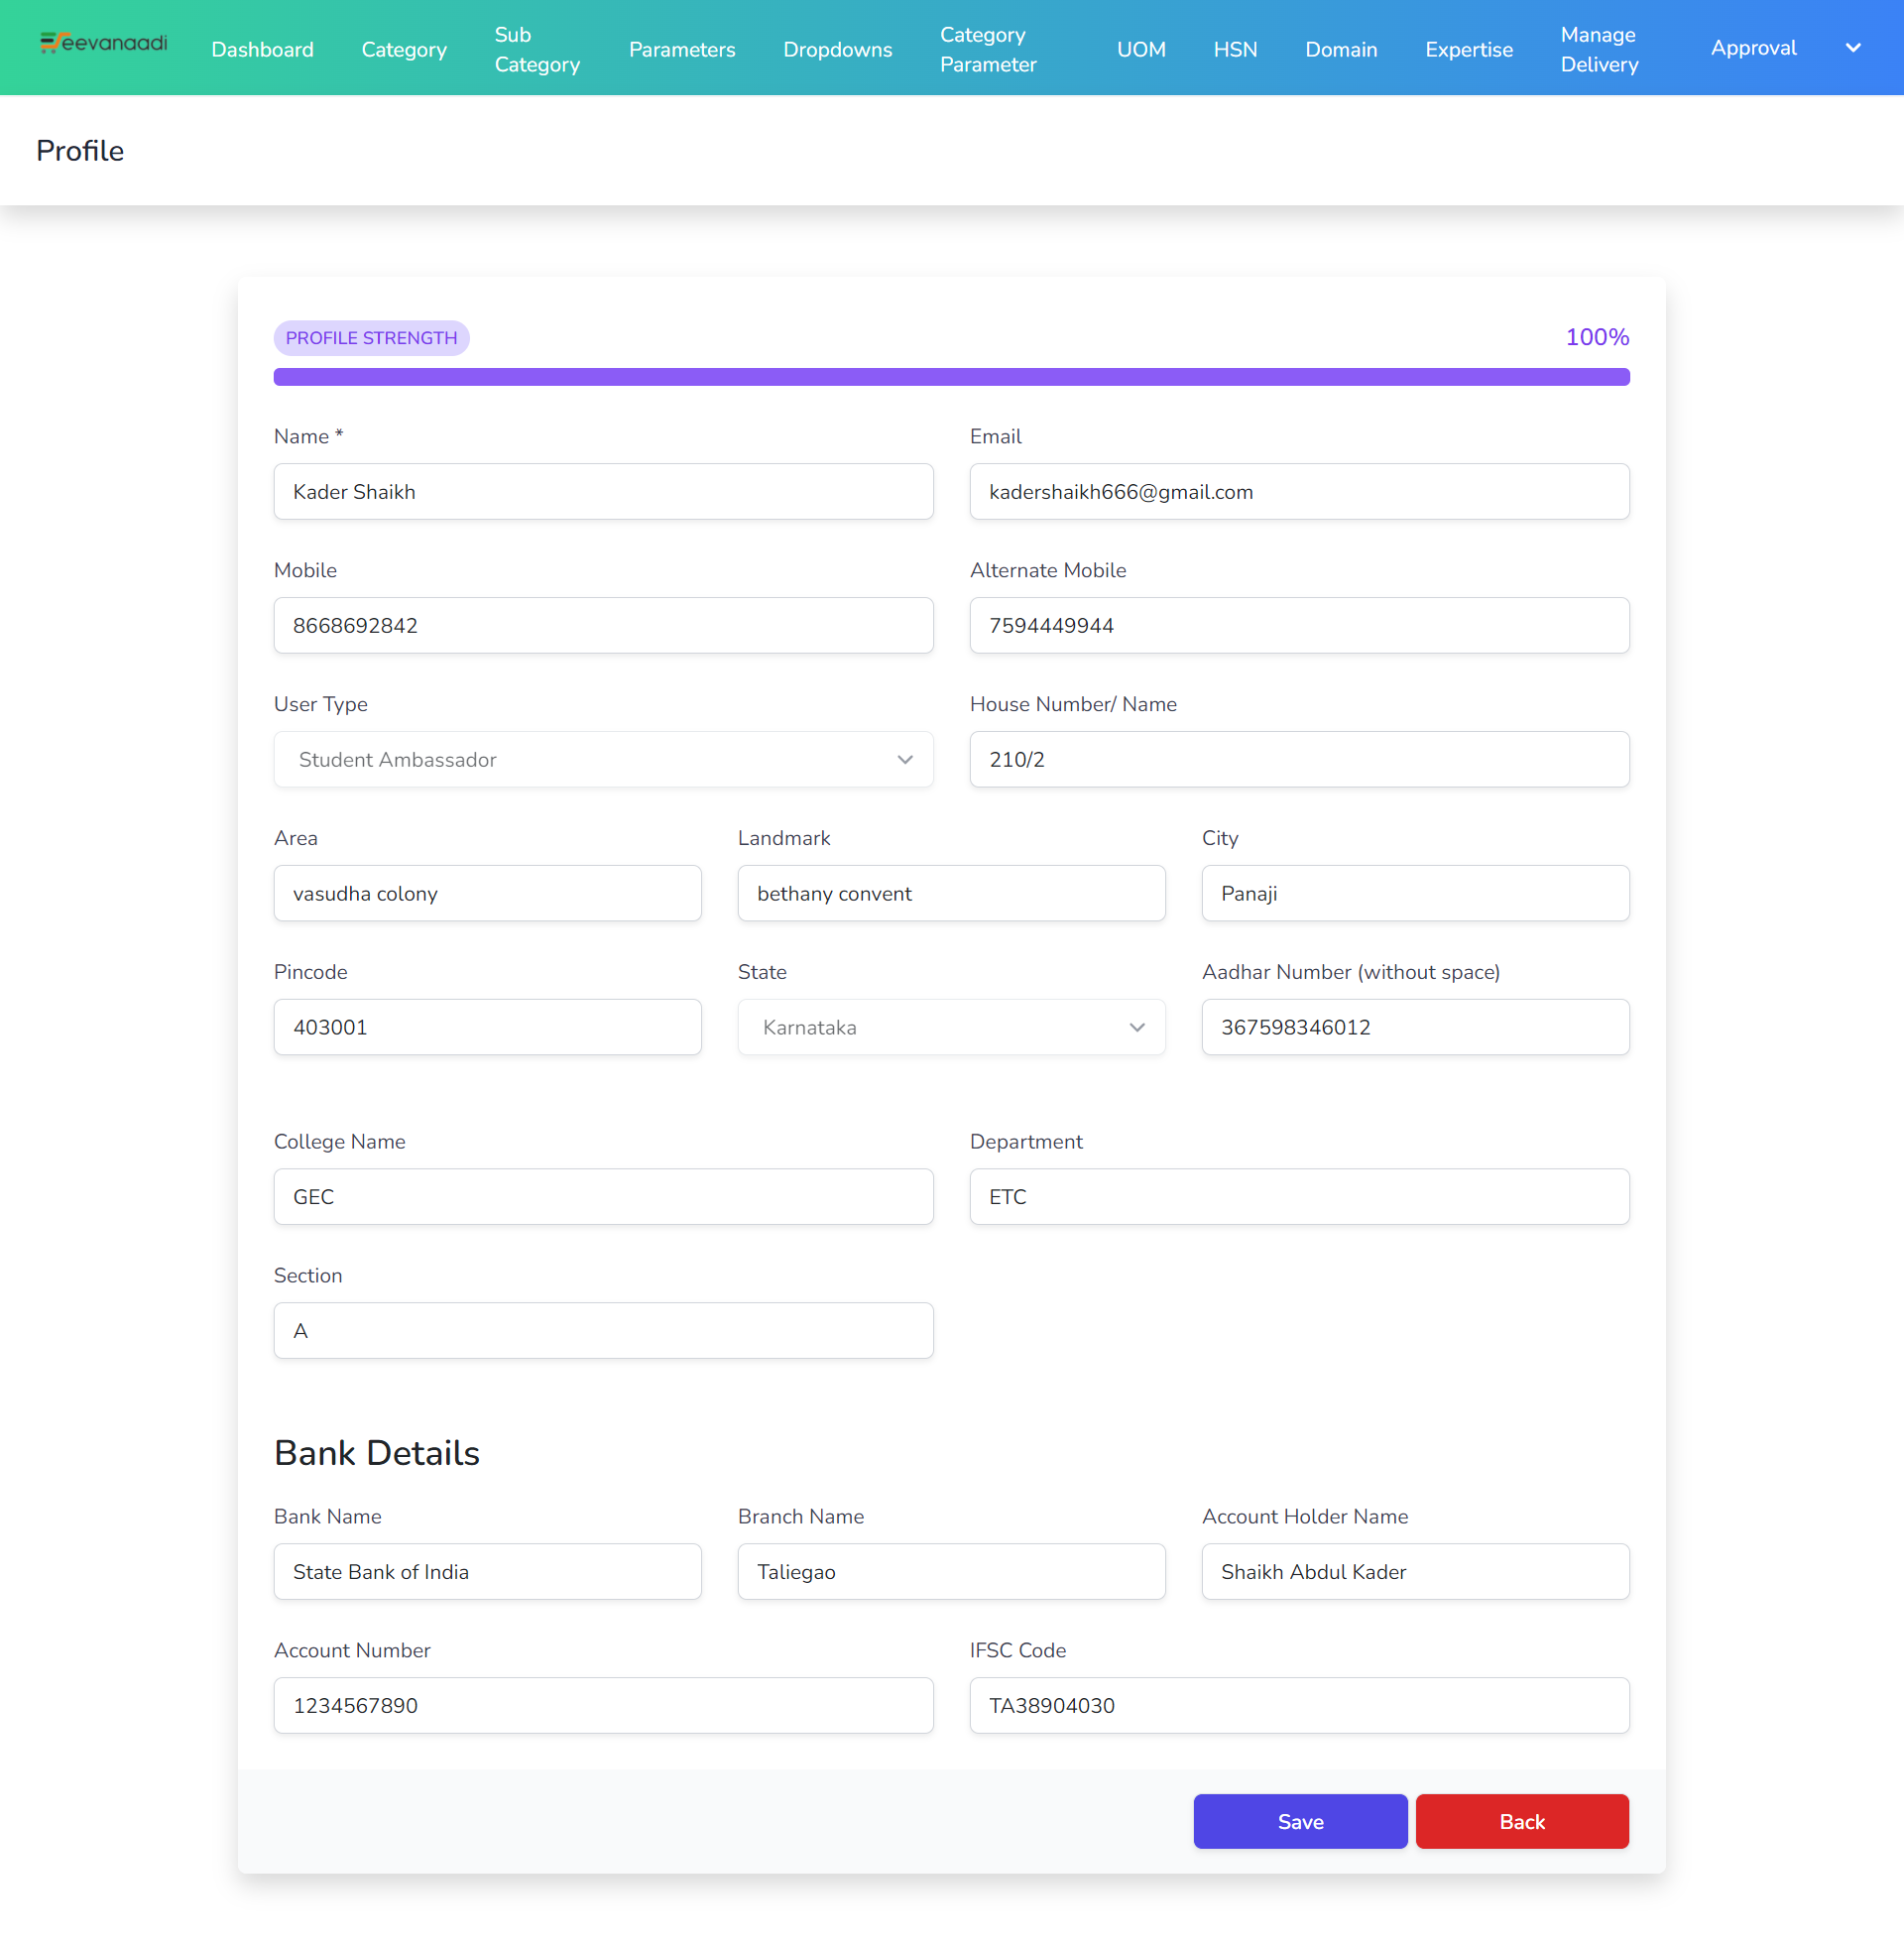 eevanaadi
Dashboard
Category
Sub Category
Parameters
Dropdowns
Category Parameter
UOM
HSN
Domain
Expertise
Manage Delivery
Approval
Profile
PROFILE STRENGTH
100%
Name *
Email
Kader Shaikh
kadershaikh666@gmail.com
Mobile
Alternate Mobile
8668692842
7594449944
User Type
House Number/ Name
Student Ambassador
210/2
Area
Landmark
City
vasudha colony
bethany convent
Panaji
Pincode
State
Aadhar Number (without space)
403001
Karnataka
367598346012
College Name
Department
GEC
ETC
Section
A
Bank Details
Bank Name
Branch Name
Account Holder Name
State Bank of India
Taliegao
Shaikh Abdul Kader
Account Number
IFSC Code
1234567890
TA38904030
Save
Back